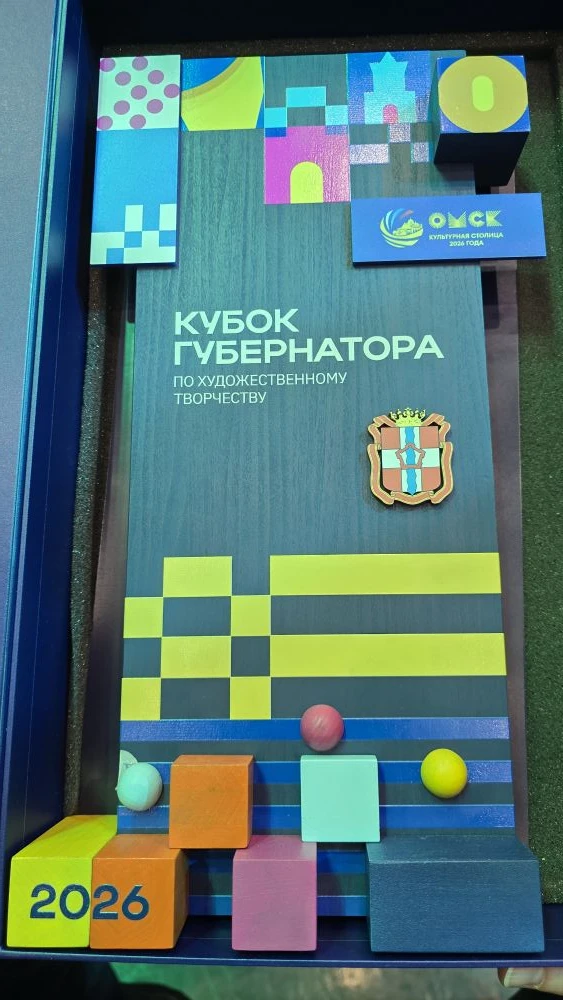 ОМСК
КУЛЬТУРНАЯ СТОЛИЦА
2026 ГОДА
КУБОК
ГУБЕРНАТОРА
ПО ХУДОЖЕСТВЕННОМУ
ТВОРЧЕСТВУ
2026